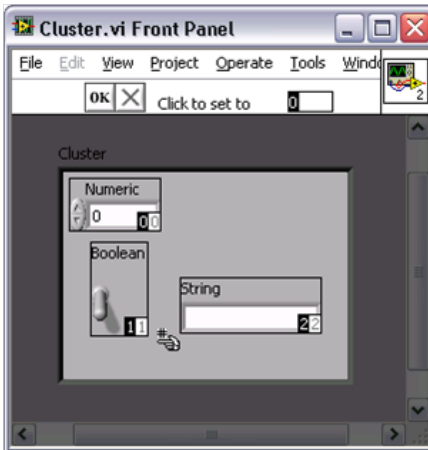 Cluster.vi Front Panel
File Edit View Project Operate Tools
2
OK Click to set to 0
Cluster
Numeric
0 0 0
Boolean
1 1
String
2 2